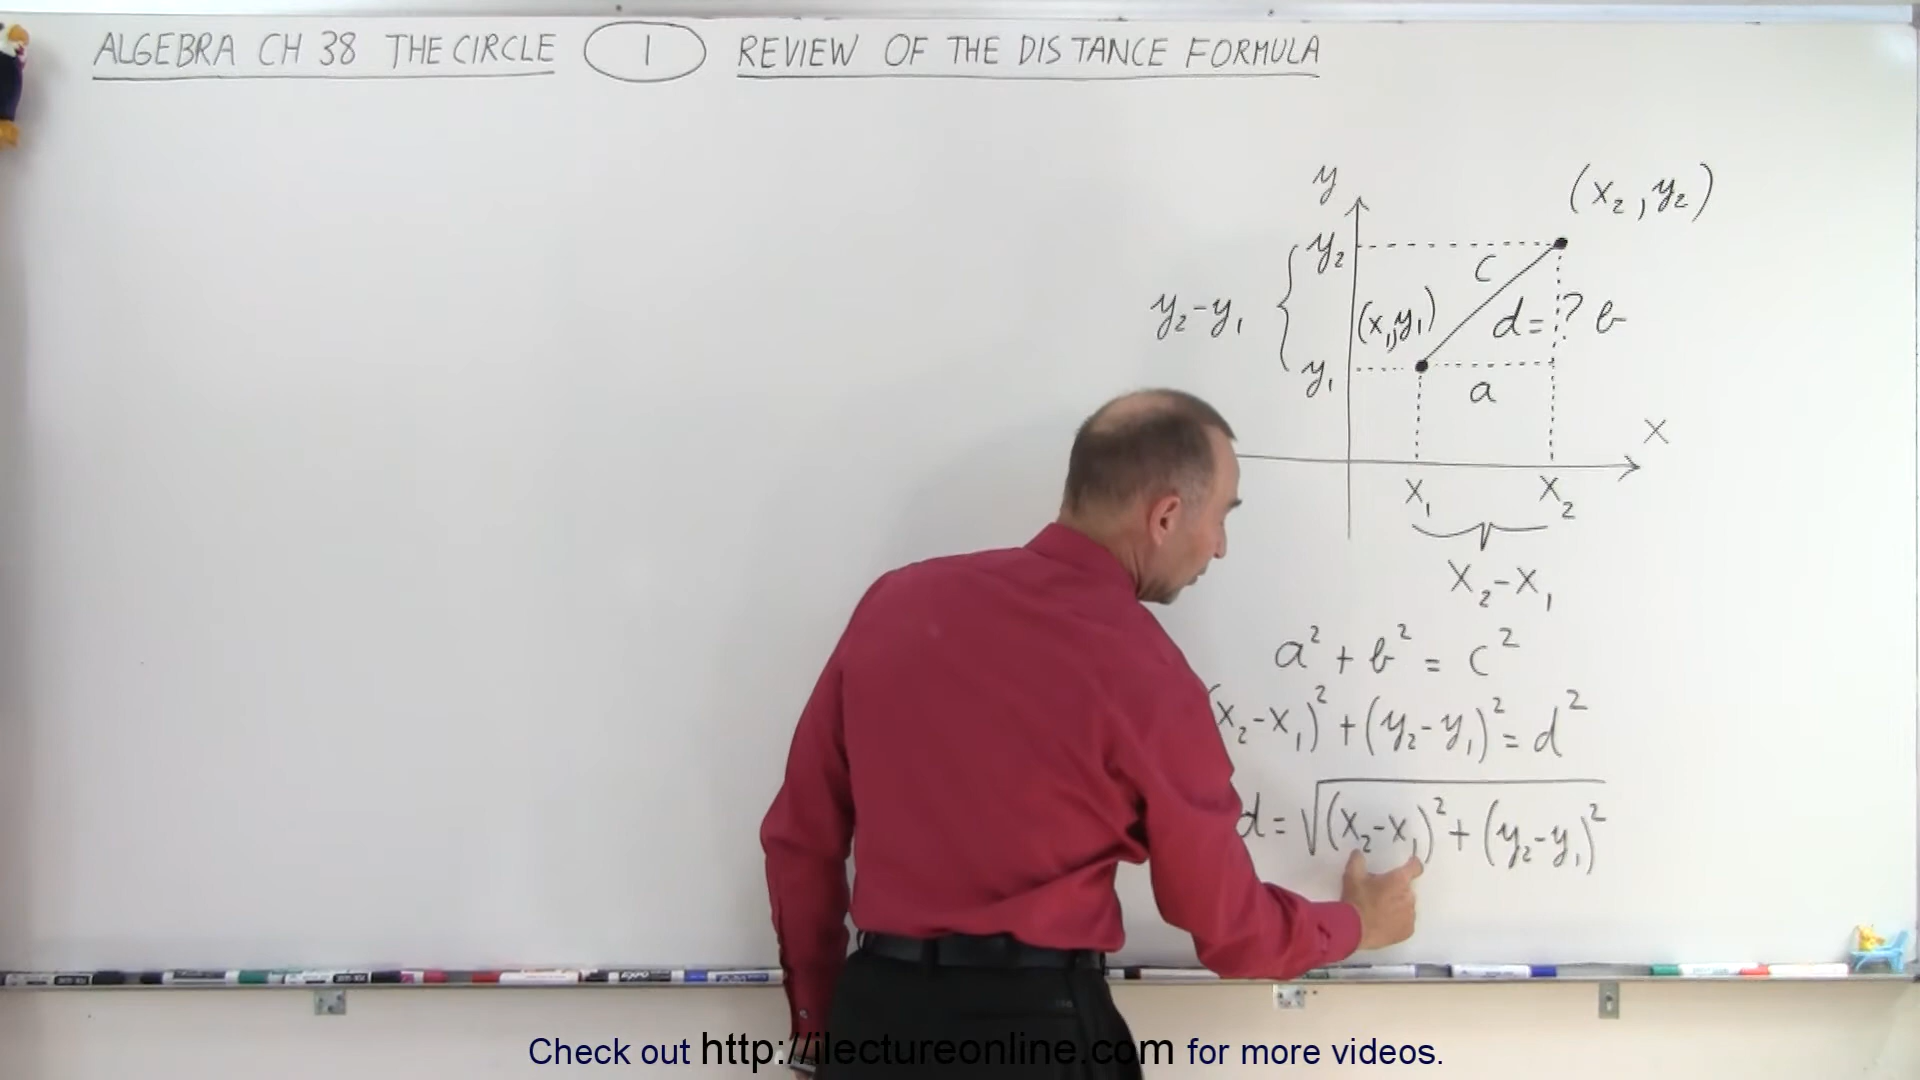 ALGEBRA CH 38 THE CIRCLE 1 REVIEW OF THE DISTANCE FORMULA
y
(x₂, y₂)
y₂
c
y₂-y₁
(x₁,y₁)
d=? b
y₁
a
x
x₁ x₂
x₂-x₁
a² + b² = c²
x₂-x₁)²+(y₂-y₁)²=d²
d=√(x₂-x₁)²+(y₂-y₁)²
Check out http://ilectureonline.com for more videos.